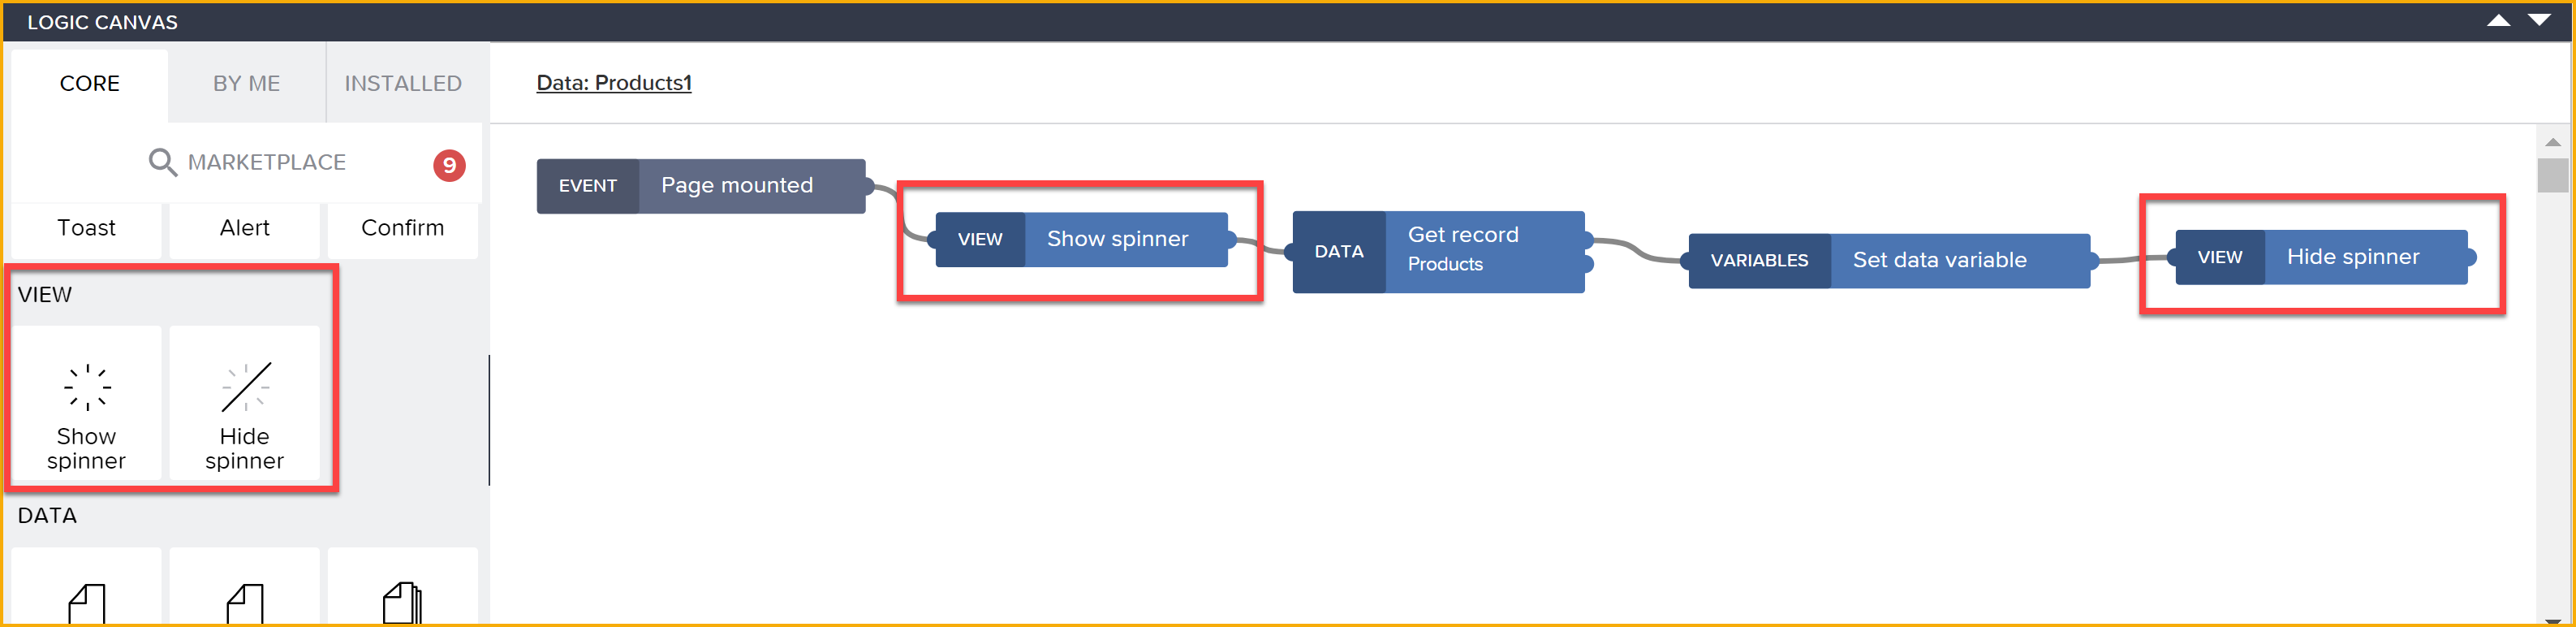 LOGIC CANVAS
CORE
BY ME
INSTALLED
MARKETPLACE
9
Toast
Alert
Confirm
VIEW
Show
spinner
Hide
spinner
DATA
Data: Products1
EVENT
Page mounted
VIEW
Show spinner
DATA
Get record
Products
VARIABLES
Set data variable
VIEW
Hide spinner